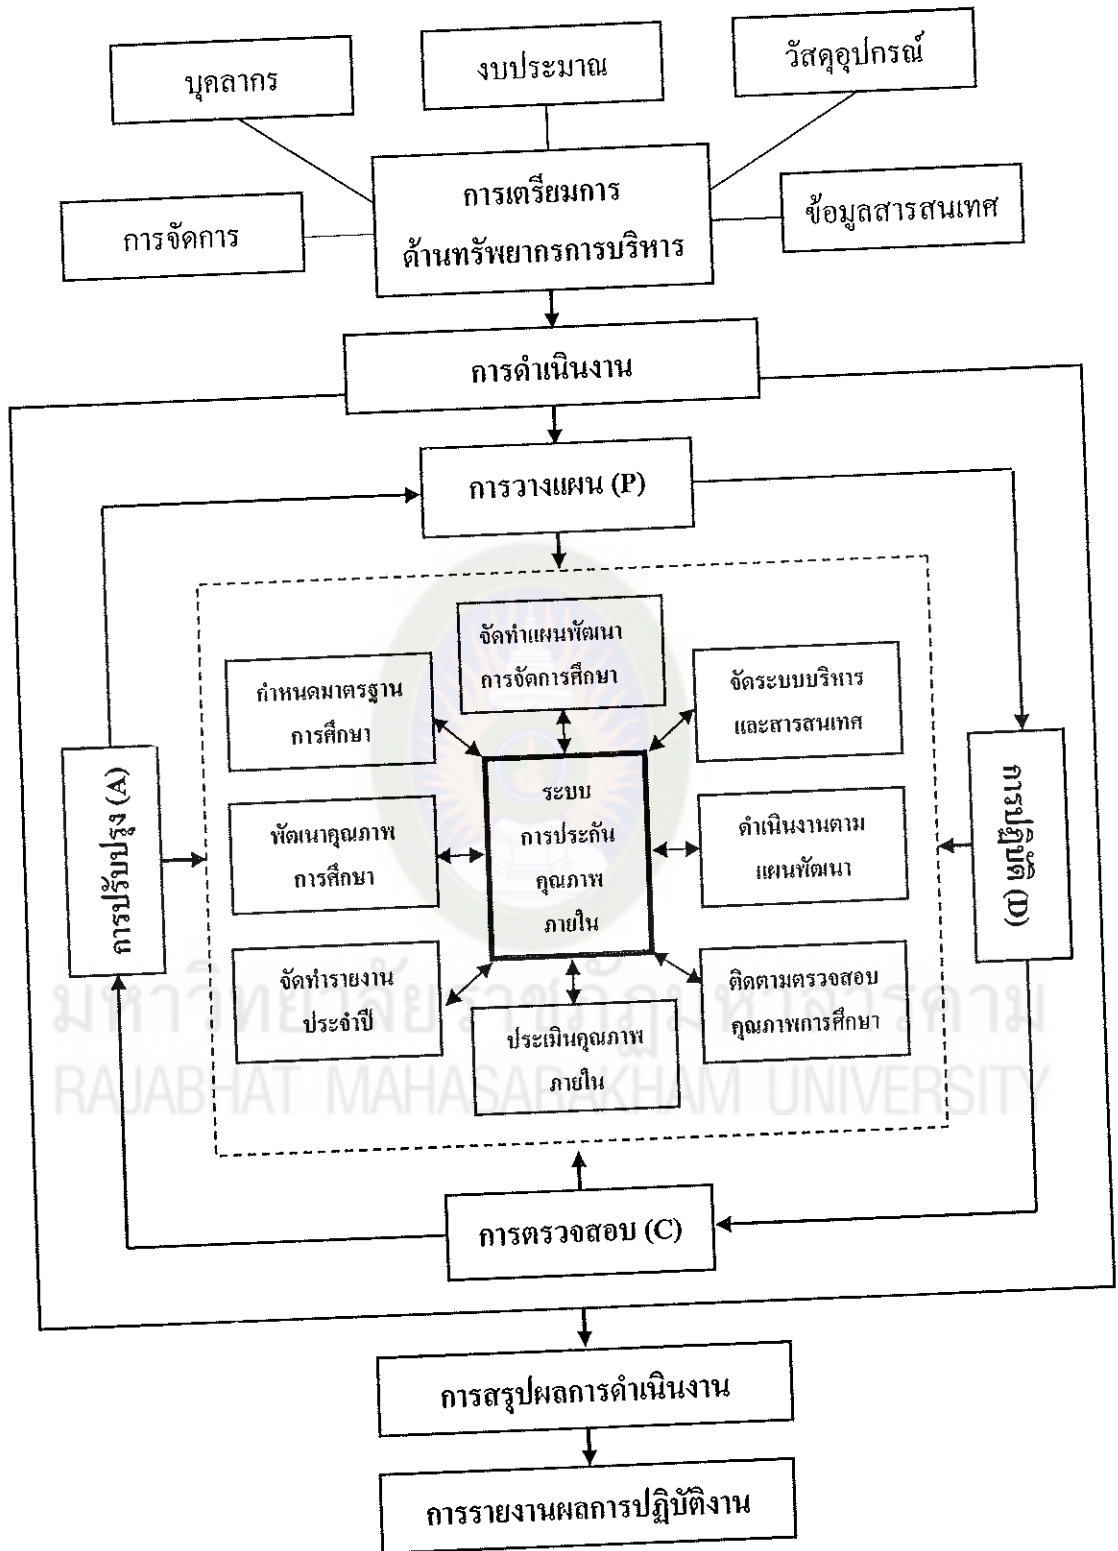 บุคลากร
งบประมาณ
วัสดุอุปกรณ์
การจัดการ
การเตรียมการ
ด้านทรัพยากรการบริหาร
ข้อมูลสารสนเทศ
การดำเนินงาน
การวางแผน (P)
จัดทำแผนพัฒนา
การจัดการศึกษา
กำหนดมาตรฐาน
การศึกษา
จัดระบบบริหาร
และสารสนเทศ
การปรับปรุง (A)
พัฒนาคุณภาพ
การศึกษา
ระบบ
การประกัน
คุณภาพ
ภายใน
ดำเนินงานตาม
แผนพัฒนา
การปฏิบัติ (D)
จัดทำรายงาน
ประจำปี
ประเมินคุณภาพ
ภายใน
ติดตามตรวจสอบ
คุณภาพการศึกษา
มหาวิทยาลัยราชภัฏมหาสารคาม
RAJABHAT MAHASARAKHAM UNIVERSITY
การตรวจสอบ (C)
การสรุปผลการดำเนินงาน
การรายงานผลการปฏิบัติงาน